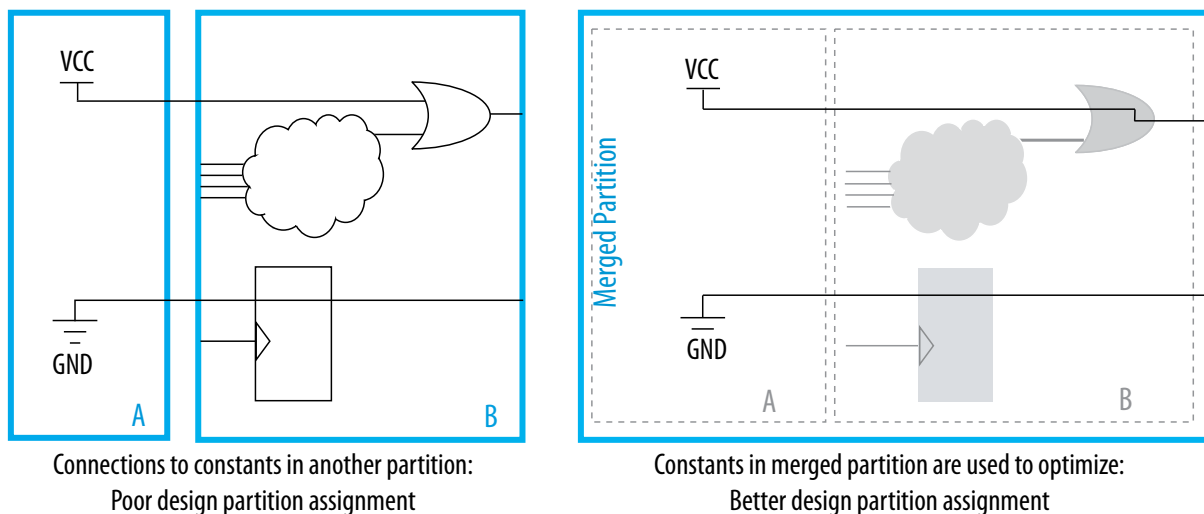 VCC
GND
A
B
Connections to constants in another partition:
Poor design partition assignment
Merged Partition
VCC
GND
A
B
Constants in merged partition are used to optimize:
Better design partition assignment